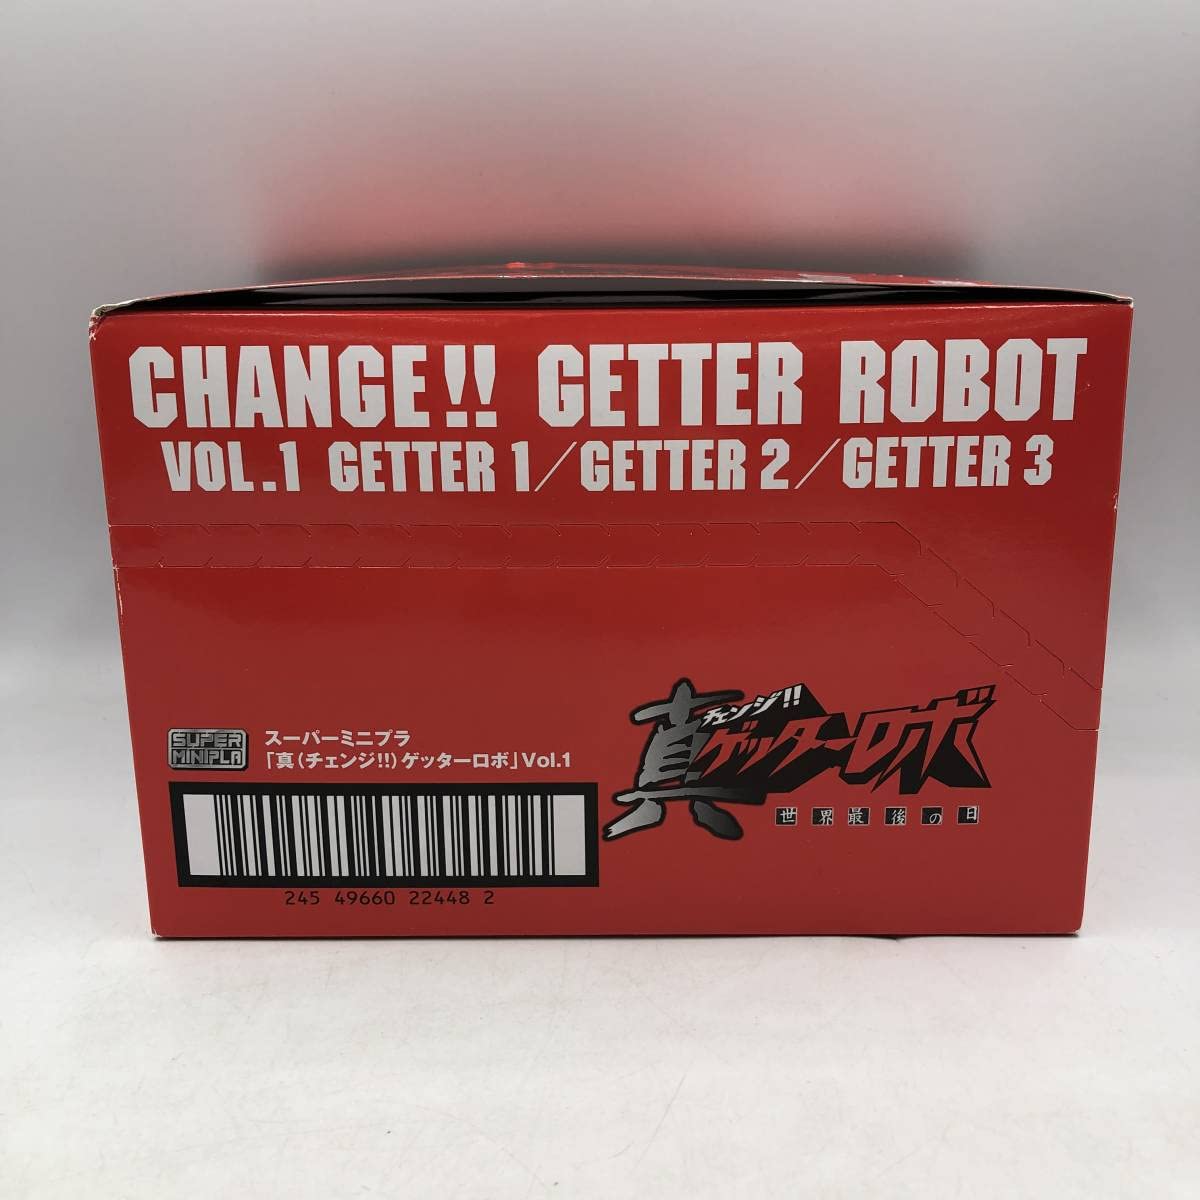 CHANGE!! GETTER ROBOT
VOL.1 GETTER 1/GETTER 2/GETTER 3
SUPER
MINIPLA
スーパーミニプラ
「真(チェンジ!!)ゲッターロボ」Vol.1
245 49660 22448 2
チェンジ!!
真ゲッターロボ
世界最後の日